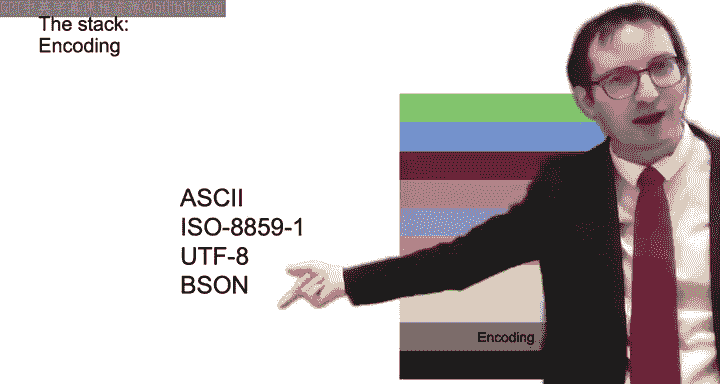 The stack:
Encoding
ASCII
ISO-8859-1
UTF-8
BSON
Encoding